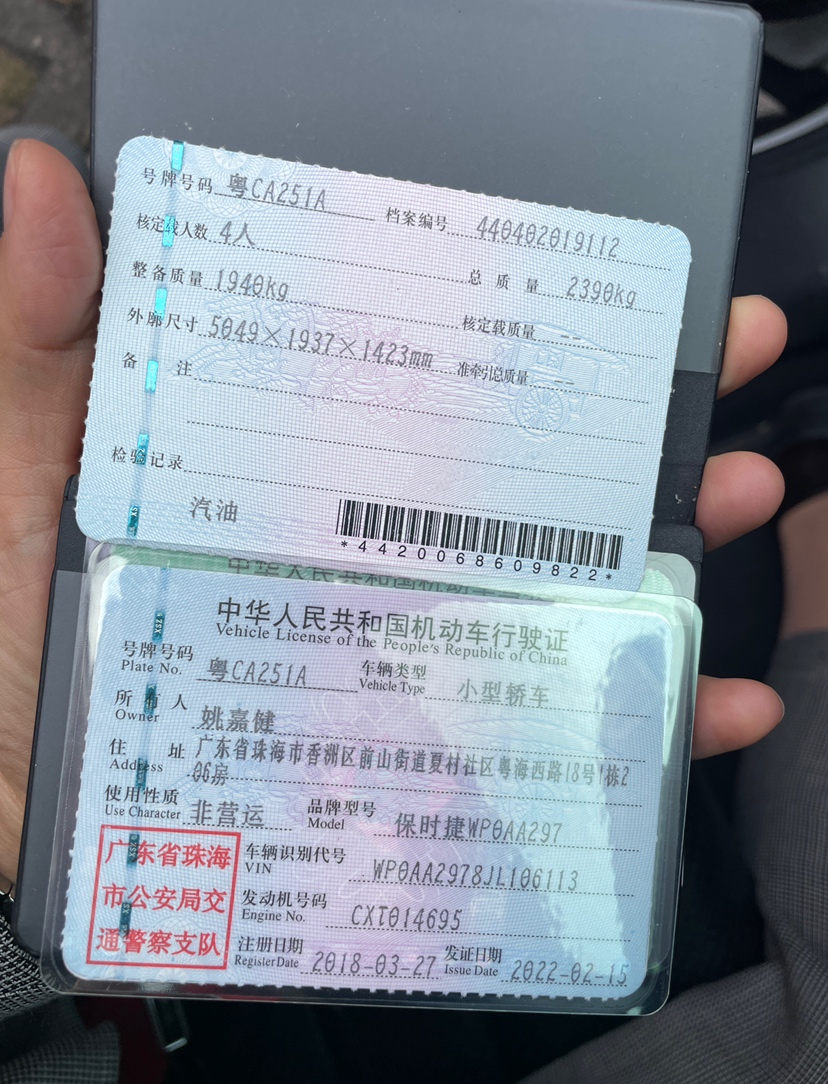 号牌号码 粤CA251A 档案编号 440402019112
核定载人数 4人 总质量 2390kg
整备质量 1940kg 核定载质量 --
外廓尺寸 5049×1937×1423mm 准牵引总质量 --
备注
检验记录
汽油
*4420068609822*
中华人民共和国机动车行驶证
Vehicle License of the People's Republic of China
号牌号码 粤CA251A 车辆类型 小型轿车
Plate No. Vehicle Type
所有人 姚嘉健
Owner
住址 广东省珠海市香洲区前山街道夏村社区粤海西路18号1栋2
Address 06房
使用性质 非营运 品牌型号 保时捷WP0AA297
Use Character Model
广东省珠海
市公安局交
通警察支队
车辆识别代号 WP0AA2978JL106113
VIN
发动机号码 CXT014695
Engine No.
注册日期 2018-03-27 发证日期 2022-02-15
Register Date Issue Date